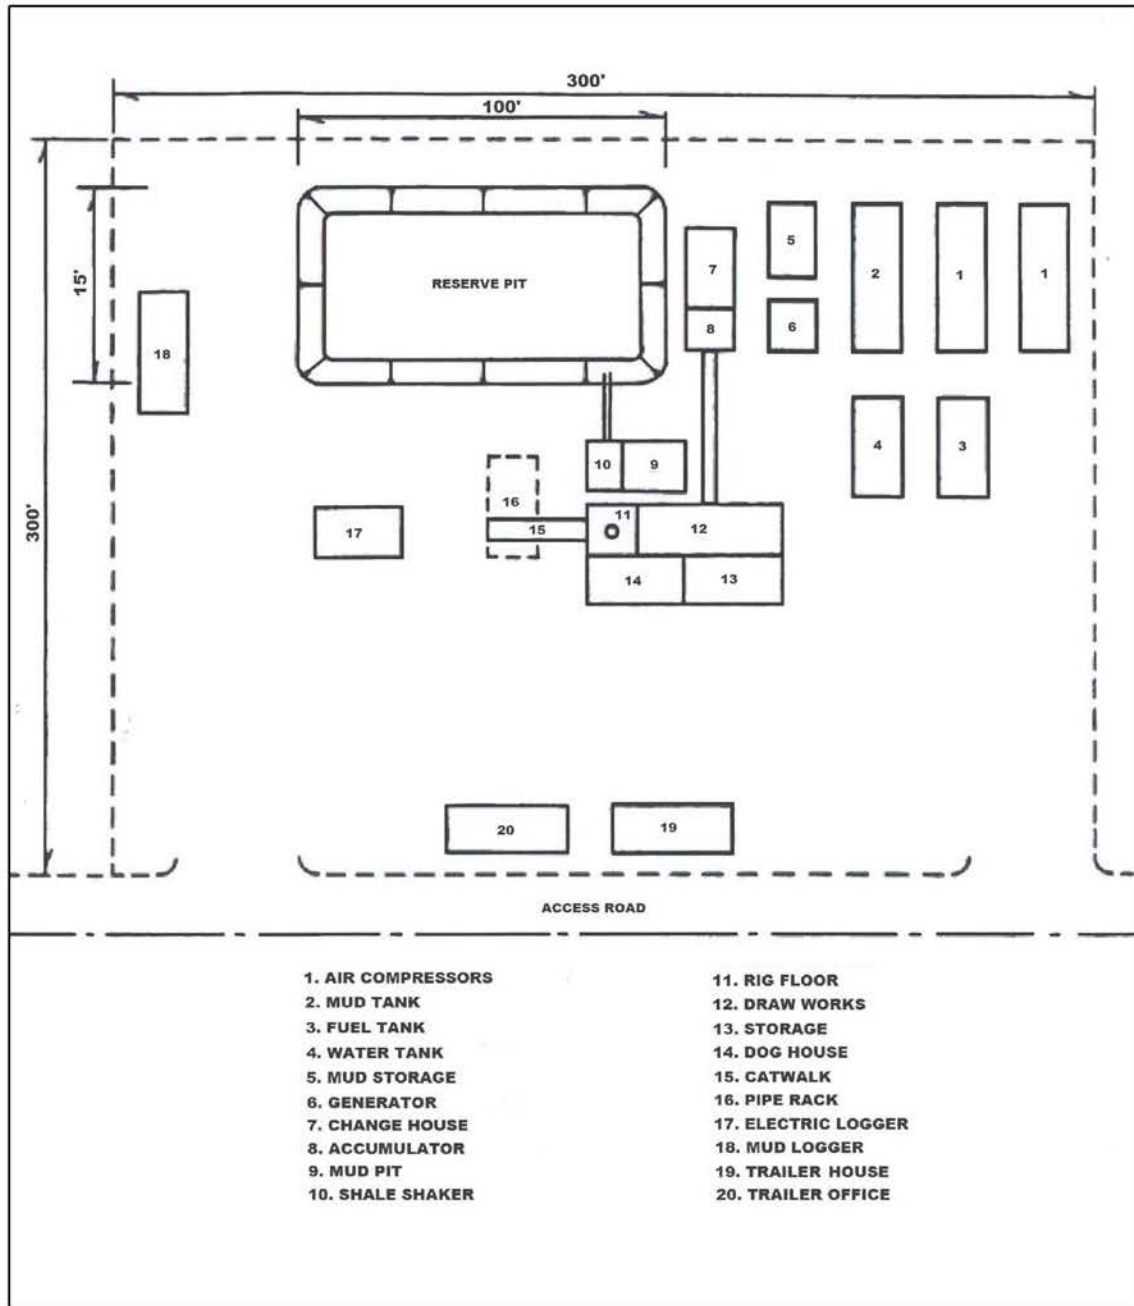 300'
100'
15'
300'
RESERVE PIT
18
7
8
5
6
2
1
1
4
3
10
9
16
15
11
12
17
14
13
20
19
ACCESS ROAD
1. AIR COMPRESSORS
2. MUD TANK
3. FUEL TANK
4. WATER TANK
5. MUD STORAGE
6. GENERATOR
7. CHANGE HOUSE
8. ACCUMULATOR
9. MUD PIT
10. SHALE SHAKER
11. RIG FLOOR
12. DRAW WORKS
13. STORAGE
14. DOG HOUSE
15. CATWALK
16. PIPE RACK
17. ELECTRIC LOGGER
18. MUD LOGGER
19. TRAILER HOUSE
20. TRAILER OFFICE